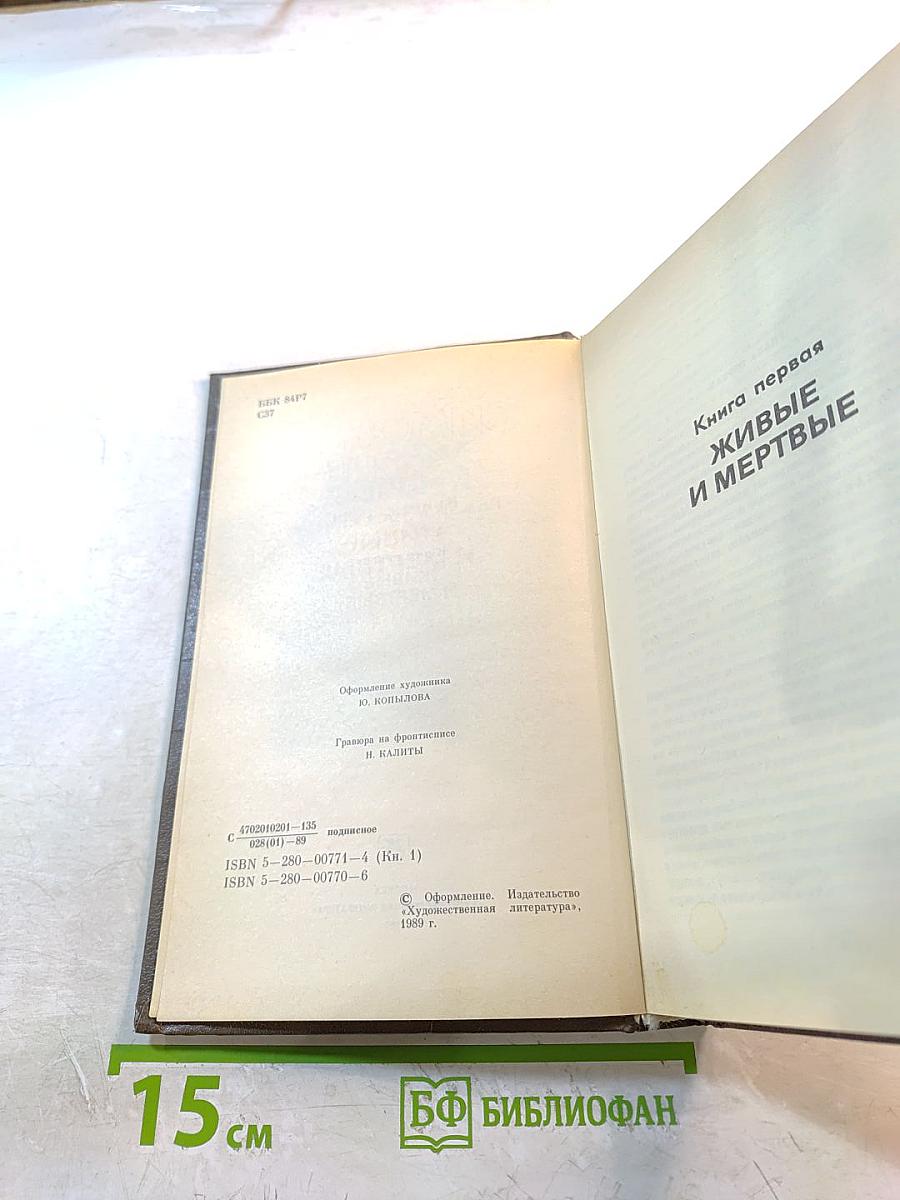 ББК 84Р7
С37
Оформление художника
Ю. КОПЫЛОВА
Гравюра на фронтисписе
Н. КАЛИТЫ
С 4702010201—135 подписное
028(01)—89
ISBN 5—280—00771—4 (Кн. 1)
ISBN 5—280—00770—6
© Оформление. Издательство
«Художественная литература»,
1989 г.
Книга первая
ЖИВЫЕ
И МЕРТВЫЕ
15 см
БФ БИБЛИОФАН